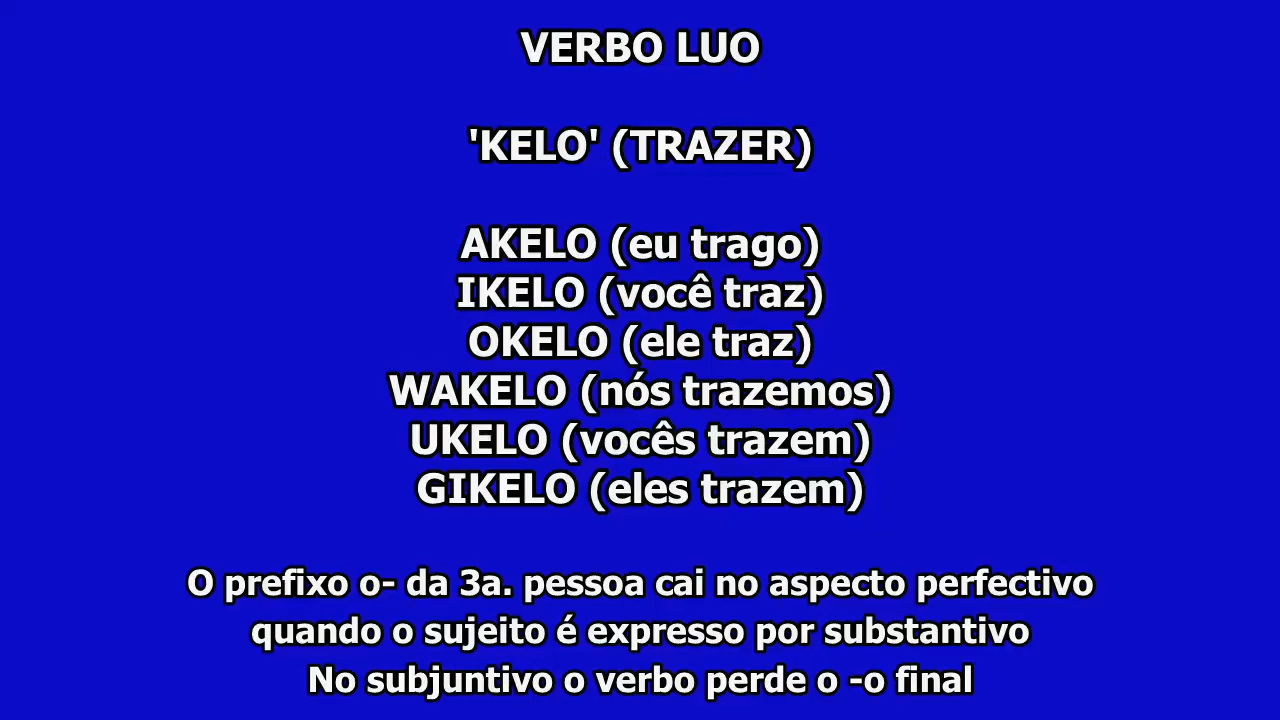 VERBO LUO
'KELO' (TRAZER)
AKELO (eu trago)
IKELO (você traz)
OKELO (ele traz)
WAKELO (nós trazemos)
UKELO (vocês trazem)
GIKELO (eles trazem)
O prefixo o- da 3a. pessoa cai no aspecto perfectivo
quando o sujeito é expresso por substantivo
No subjuntivo o verbo perde o -o final